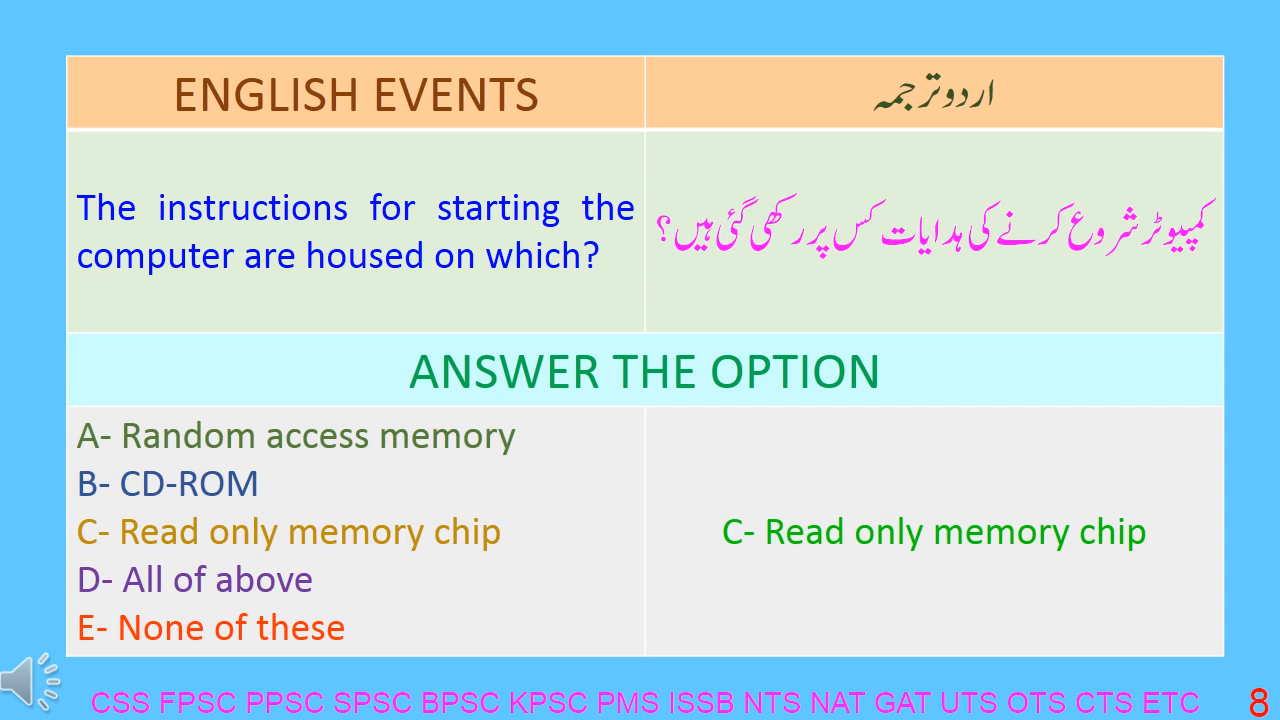 ENGLISH EVENTS
اردو ترجمہ
The instructions for starting the
computer are housed on which?
کمپیوٹر شروع کرنے کی ہدایات کس پر رکھی گئی ہیں؟
ANSWER THE OPTION
A- Random access memory
B- CD-ROM
C- Read only memory chip
D- All of above
E- None of these
C- Read only memory chip
CSS FPSC PPSC SPSC BPSC KPSC PMS ISSB NTS NAT GAT UTS OTS CTS ETC
8